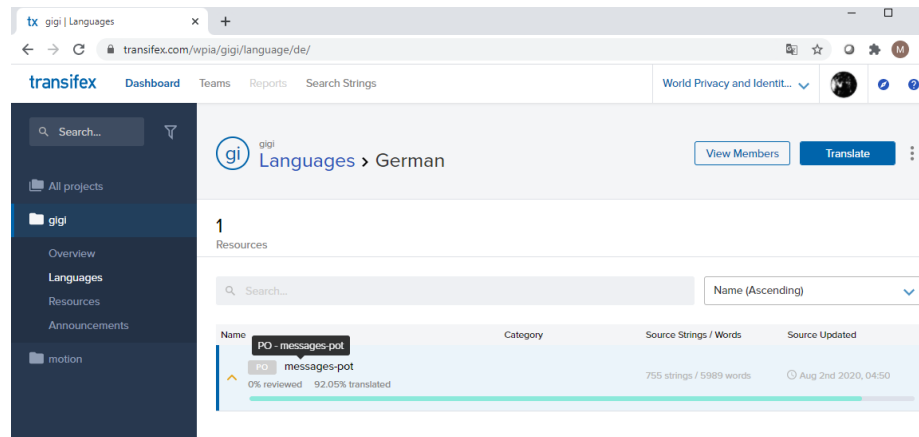 tx gigi | Languages
transifex.com/wpia/gigi/language/de/
M
transifex Dashboard Teams Reports Search Strings World Privacy and Identit...
Search...
All projects
gigi
Overview
Languages
Resources
Announcements
motion
gi
gigi
Languages > German
View Members
Translate
1
Resources
Search...
Name (Ascending)
Name Category Source Strings / Words Source Updated
PO - messages-pot
PO messages-pot
0% reviewed 92.05% translated
755 strings / 5989 words
Aug 2nd 2020, 04:50